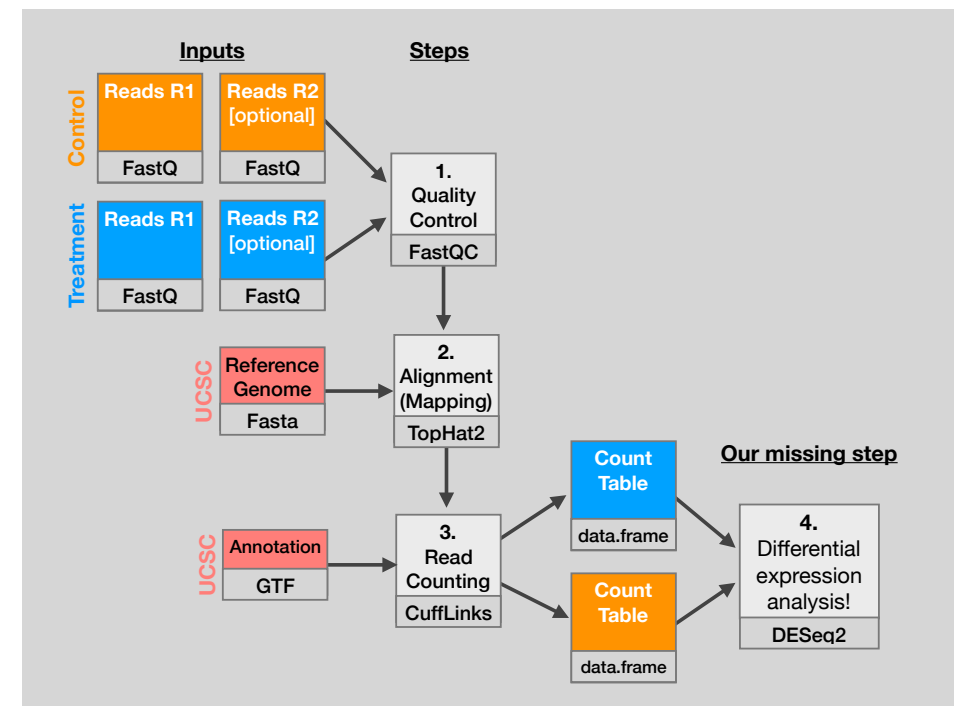 Inputs
Steps
Control
Reads R1
FastQ
Reads R2
[optional]
FastQ
Treatment
Reads R1
FastQ
Reads R2
[optional]
FastQ
1.
Quality
Control
FastQC
UCSC
Reference
Genome
Fasta
2.
Alignment
(Mapping)
TopHat2
UCSC
Annotation
GTF
3.
Read
Counting
CuffLinks
Count
Table
data.frame
Count
Table
data.frame
Our missing step
4.
Differential
expression
analysis!
DESeq2